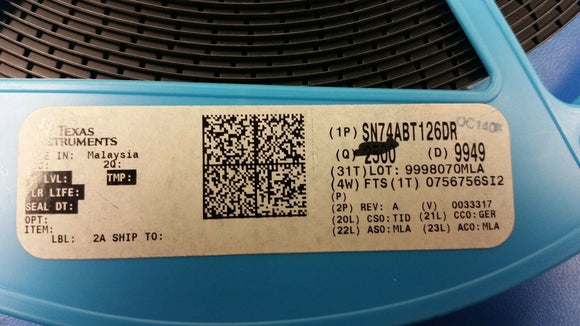 TEXAS
INSTRUMENTS
E IN: Malaysia
2Q:
LVL: TMP:
LR LIFE:
SEAL DT:
OPT:
ITEM:
LBL: 2A SHIP TO:
(1P) SN74ABT126DR
(Q) 2500 (D) 9949
(31T) LOT: 9998070MLA
(4W) FTS (1T) 0756756SI2
(P)
(2P) REV: A (V) 0033317
(20L) CSO: TID (21L) CCO: GER
(22L) ASO: MLA (23L) ACO: MLA